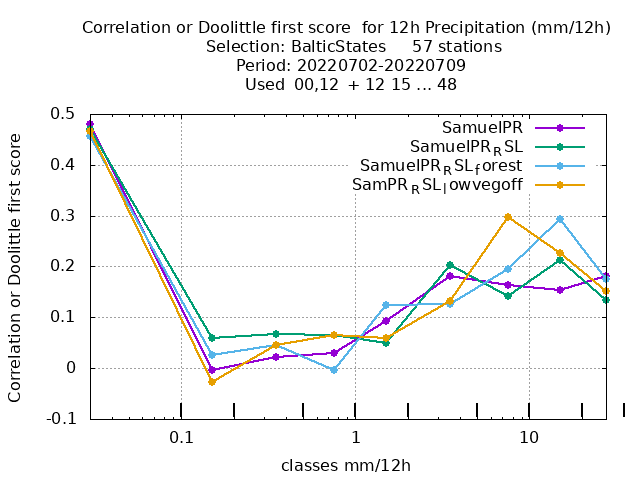 Correlation or Doolittle first score  for 12h Precipitation (mm/12h)
Selection: BalticStates     57 stations
Period: 20220702-20220709
Used  00,12  + 12 15 ... 48
SamuelPR
SamuelPR_RSL
SamuelPR_RSL_forest
SamPR_RSL_lowvegoff
Correlation or Doolittle first score
0.5
0.4
0.3
0.2
0.1
0
-0.1
0.1 1 10
classes mm/12h